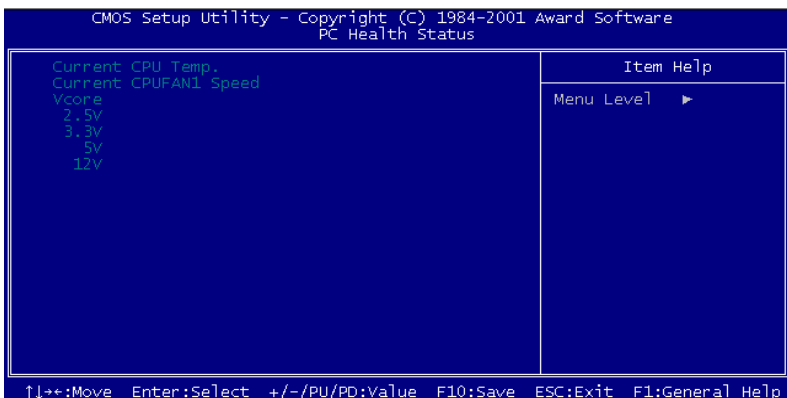 CMOS Setup Utility – Copyright (C) 1984–2001 Award Software
PC Health Status
Current CPU Temp.
Current CPUFAN1 Speed
Vcore
2.5V
3.3V
5V
12V
Item Help
Menu Level ►
↑↓→←:Move Enter:Select +/-/PU/PD:Value F10:Save ESC:Exit F1:General Help